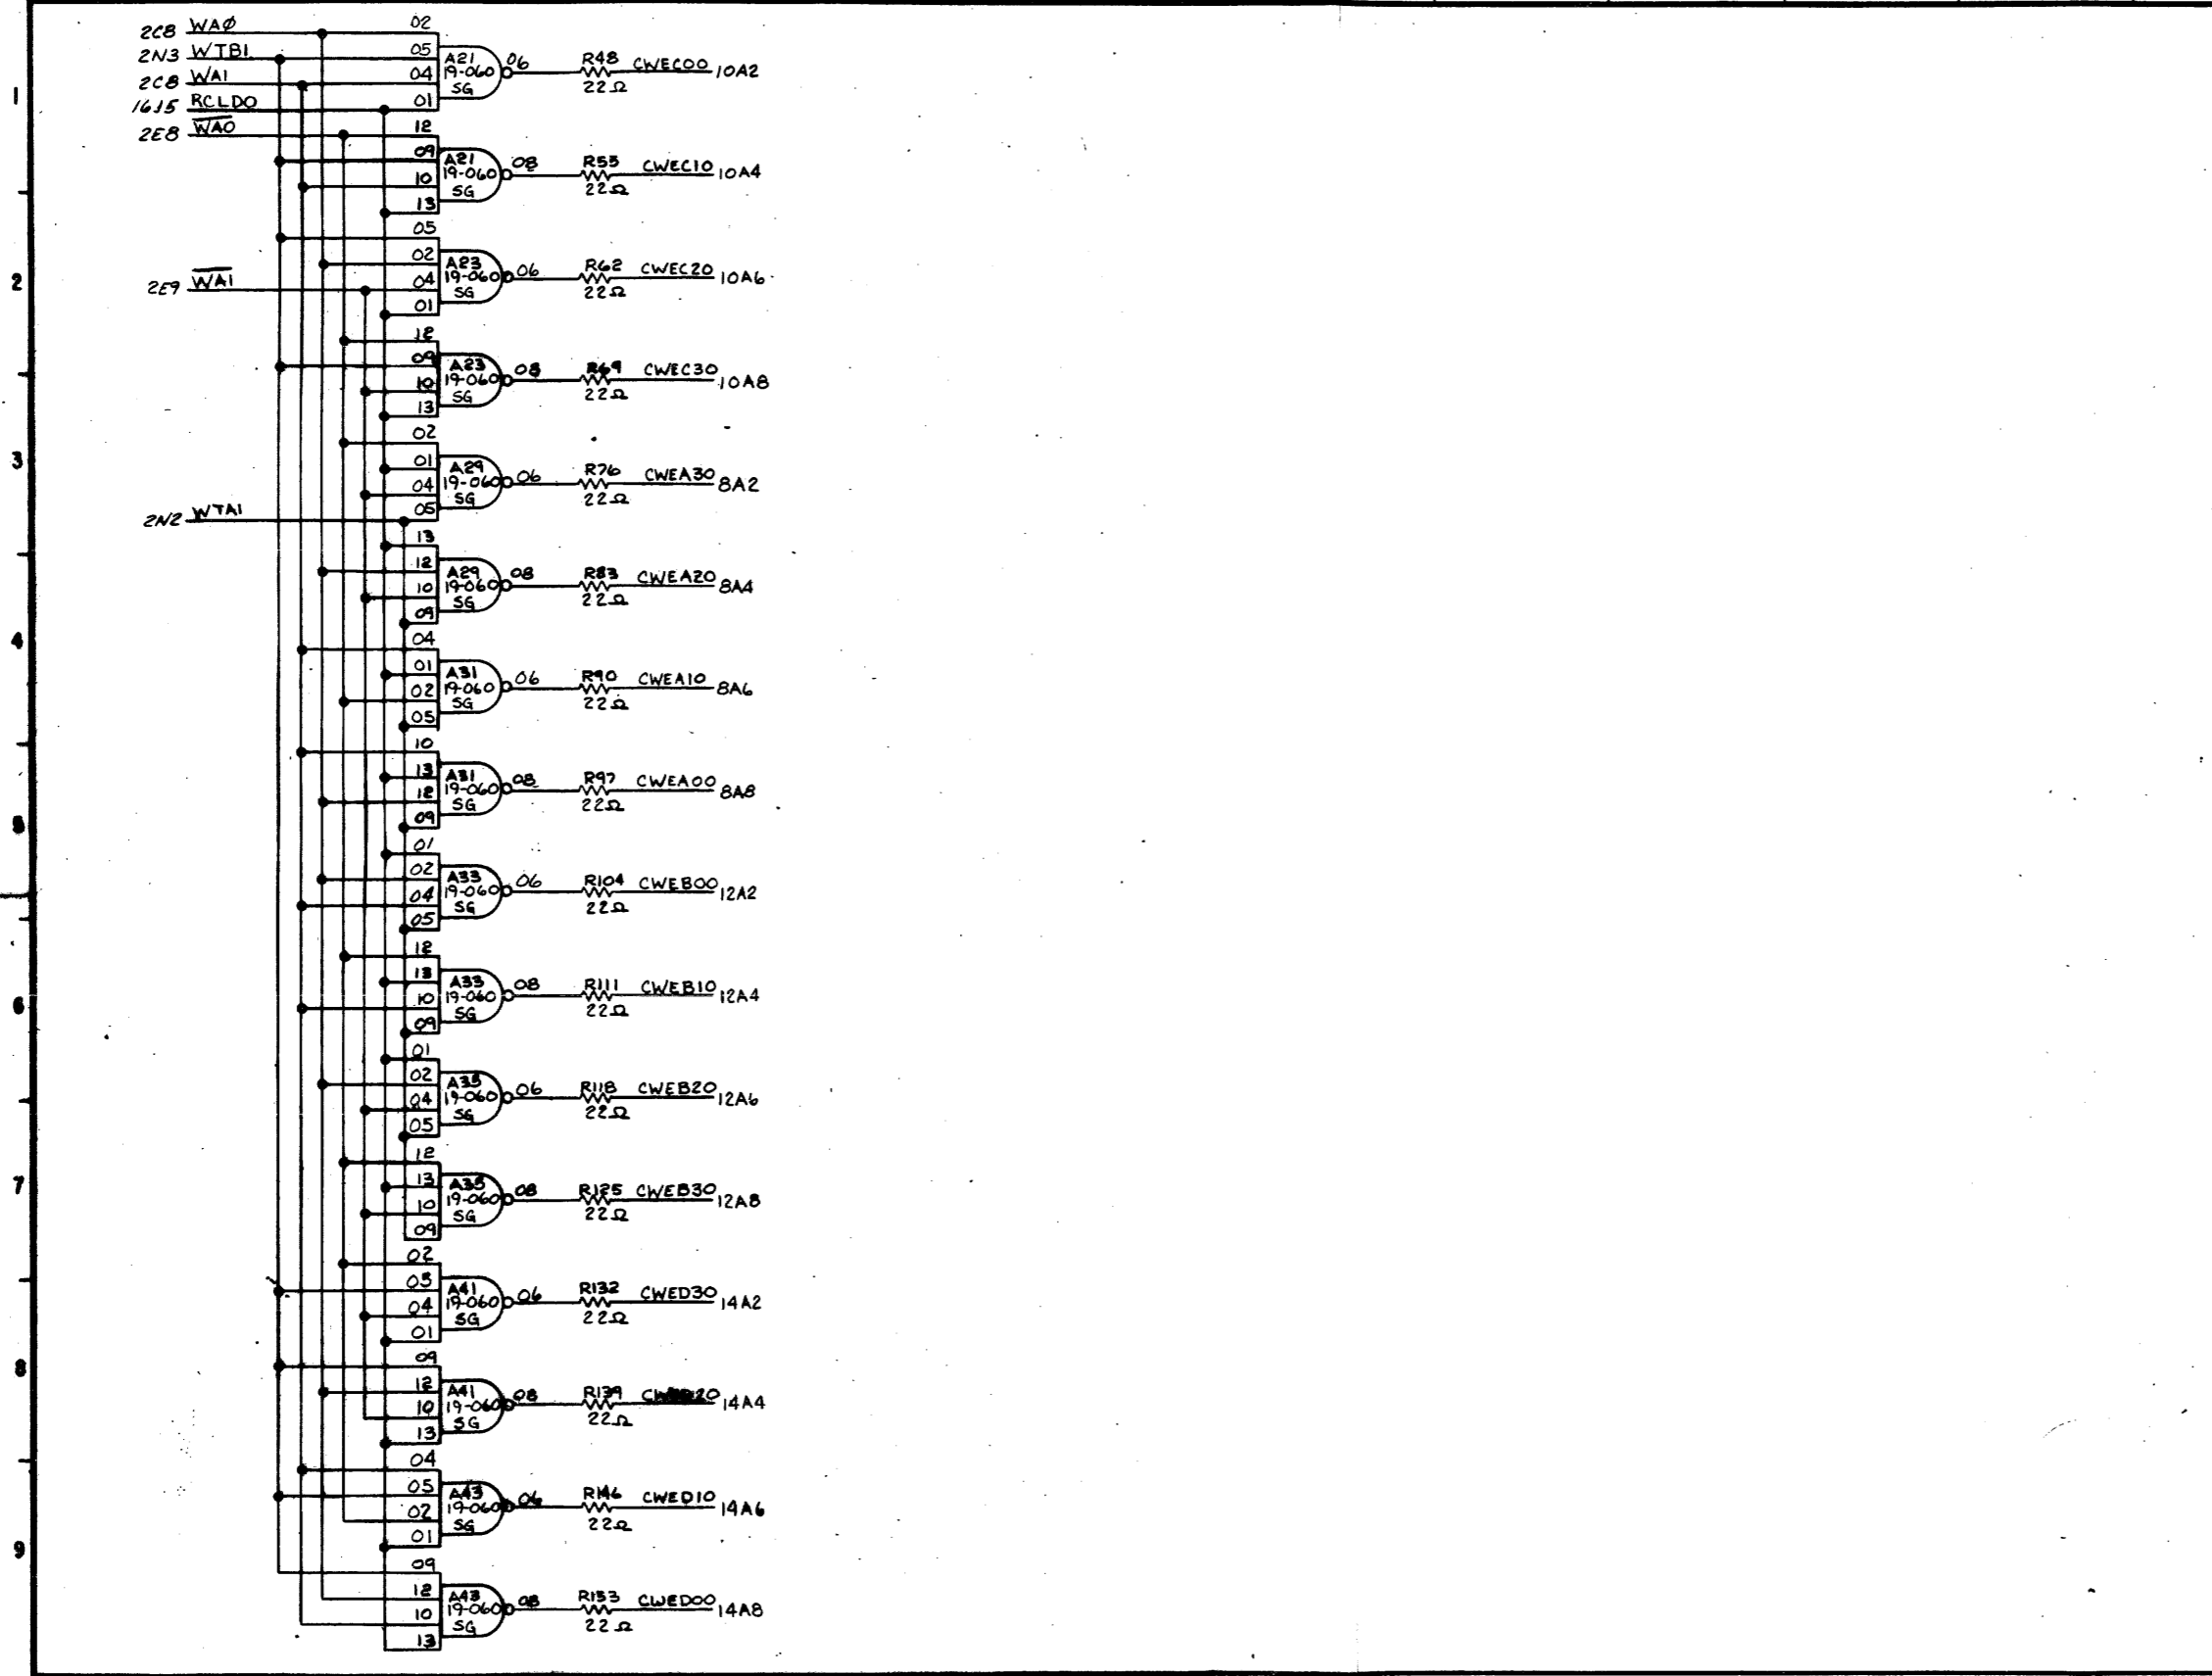 2C8 WAØ
2N3 WTB1
2C8 WA1
16J5 RCLDO
2E8 WAO
2E9 WA1
2N2 WTA1
1
2
3
4
5
6
7
8
9
02
05
04
01
A21
19-060
SG
06
R48
22Ω
CWEC00 10A2
12
09
10
13
A21
19-060
SG
08
R55
22Ω
CWEC10 10A4
05
02
04
01
A23
19-060
SG
06
R62
22Ω
CWEC20 10A6
12
09
10
13
A23
19-060
SG
08
R69
22Ω
CWEC30 10A8
02
01
04
05
A29
19-060
SG
06
R76
22Ω
CWEA30 8A2
13
12
10
09
A29
19-060
SG
08
R83
22Ω
CWEA20 8A4
04
01
02
05
A31
19-060
SG
06
R90
22Ω
CWEA10 8A6
10
13
12
09
A31
19-060
SG
08
R97
22Ω
CWEA00 8A8
01
02
04
05
A33
19-060
SG
06
R104
22Ω
CWEB00 12A2
12
13
10
09
A33
19-060
SG
08
R111
22Ω
CWEB10 12A4
01
02
04
05
A35
19-060
SG
06
R118
22Ω
CWEB20 12A6
12
13
10
09
A35
19-060
SG
08
R125
22Ω
CWEB30 12A8
02
05
04
01
A41
19-060
SG
06
R132
22Ω
CWED30 14A2
09
12
10
13
A41
19-060
SG
08
R139
22Ω
14A4
04
05
02
01
A43
19-060
SG
06
R146
22Ω
CWED10 14A6
09
12
10
13
A43
19-060
SG
08
R153
22Ω
CWED00 14A8